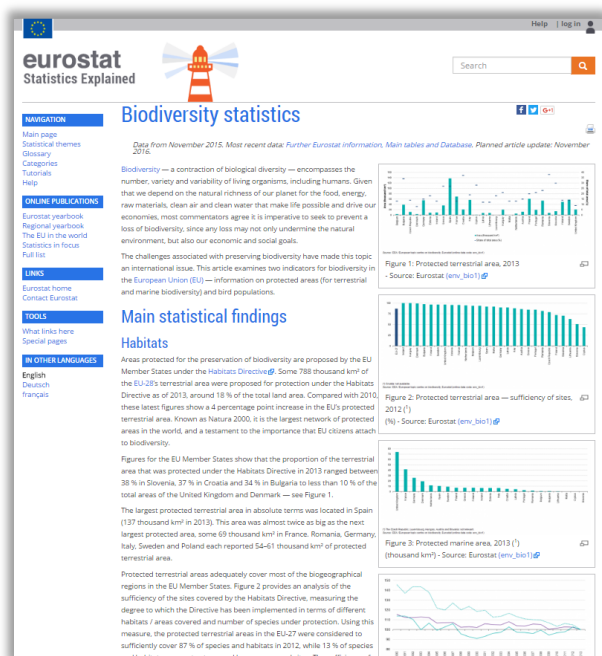 Help | log in
eurostat
Statistics Explained
Search
NAVIGATION
Main page
Statistical themes
Glossary
Categories
Tutorials
Help
ONLINE PUBLICATIONS
Eurostat yearbook
Regional yearbook
The EU in the world
Statistics in focus
Full list
LINKS
Eurostat home
Contact Eurostat
TOOLS
What links here
Special pages
IN OTHER LANGUAGES
English
Deutsch
français
Biodiversity statistics
Data from November 2015. Most recent data: Further Eurostat information, Main tables and Database. Planned article update: November
2016.
Biodiversity — a contraction of biological diversity — encompasses the
number, variety and variability of living organisms, including humans. Given
that we depend on the natural richness of our planet for the food, energy,
raw materials, clean air and clean water that make life possible and drive our
economies, most commentators agree it is imperative to seek to prevent a
loss of biodiversity, since any loss may not only undermine the natural
environment, but also our economic and social goals.
The challenges associated with preserving biodiversity have made this topic
an international issue. This article examines two indicators for biodiversity in
the European Union (EU) — information on protected areas (for terrestrial
and marine biodiversity) and bird populations.
Main statistical findings
Habitats
Areas protected for the preservation of biodiversity are proposed by the EU
Member States under the Habitats Directive. Some 788 thousand km² of
the EU-28's terrestrial area were proposed for protection under the Habitats
Directive as of 2013, around 18 % of the total land area. Compared with 2010,
these latest figures show a 4 percentage point increase in the EU's protected
terrestrial area. Known as Natura 2000, it is the largest network of protected
areas in the world, and a testament to the importance that EU citizens attach
to biodiversity.
Figures for the EU Member States show that the proportion of the terrestrial
area that was protected under the Habitats Directive in 2013 ranged between
38 % in Slovenia, 37 % in Croatia and 34 % in Bulgaria to less than 10 % of the
total areas of the United Kingdom and Denmark — see Figure 1.
The largest protected terrestrial area in absolute terms was located in Spain
(137 thousand km² in 2013). This area was almost twice as big as the next
largest protected area, some 69 thousand km² in France. Romania, Germany,
Italy, Sweden and Poland each reported 54–61 thousand km² of protected
terrestrial area.
Protected terrestrial areas adequately cover most of the biogeographical
regions in the EU Member States. Figure 2 provides an analysis of the
sufficiency of the sites covered by the Habitats Directive, measuring the
degree to which the Directive has been implemented in terms of different
habitats / areas covered and number of species under protection. Using this
measure, the protected terrestrial areas in the EU-27 were considered to
sufficiently cover 87 % of species and habitats in 2012, while 13 % of species
G+1
Figure 1: Protected terrestrial area, 2013
- Source: Eurostat (env_bio1)
Figure 2: Protected terrestrial area — sufficiency of sites,
2012 (¹)
(%) - Source: Eurostat (env_bio1)
Figure 3: Protected marine area, 2013 (¹)
(thousand km²) - Source: Eurostat (env_bio1)